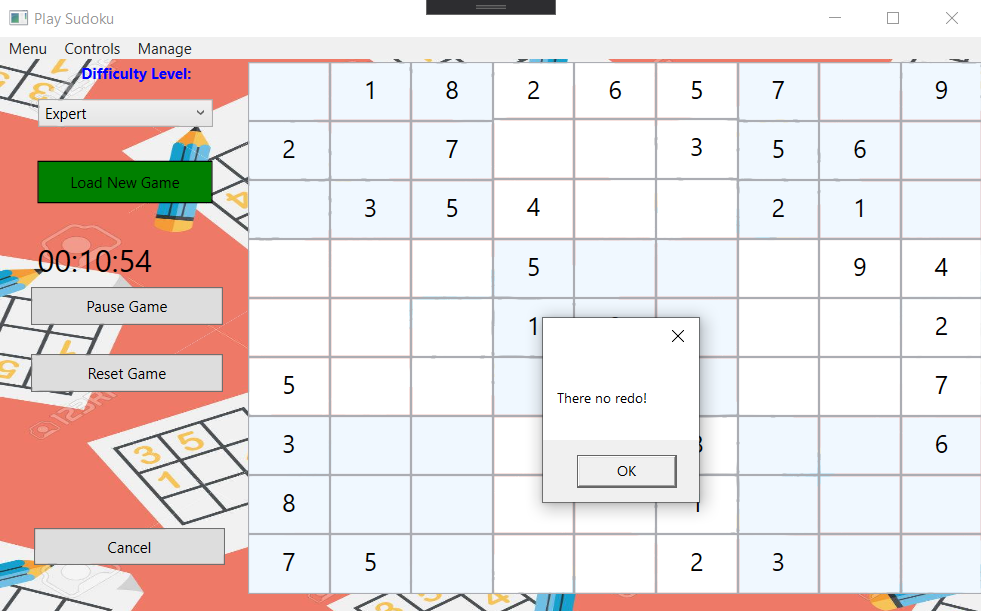 Play Sudoku
Menu Controls Manage
Difficulty Level:
Expert
Load New Game
00:10:54
Pause Game
Reset Game
Cancel
1 8 2 6 5 7 9
2 7 3 5 6
3 5 4 2 1
5 9 4
1 2
5 7
3 6
8 1
7 5 2 3
There no redo!
OK